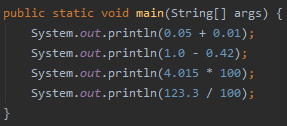 public static void main(String[] args) {
    System.out.println(0.05 + 0.01);
    System.out.println(1.0 - 0.42);
    System.out.println(4.015 * 100);
    System.out.println(123.3 / 100);
}